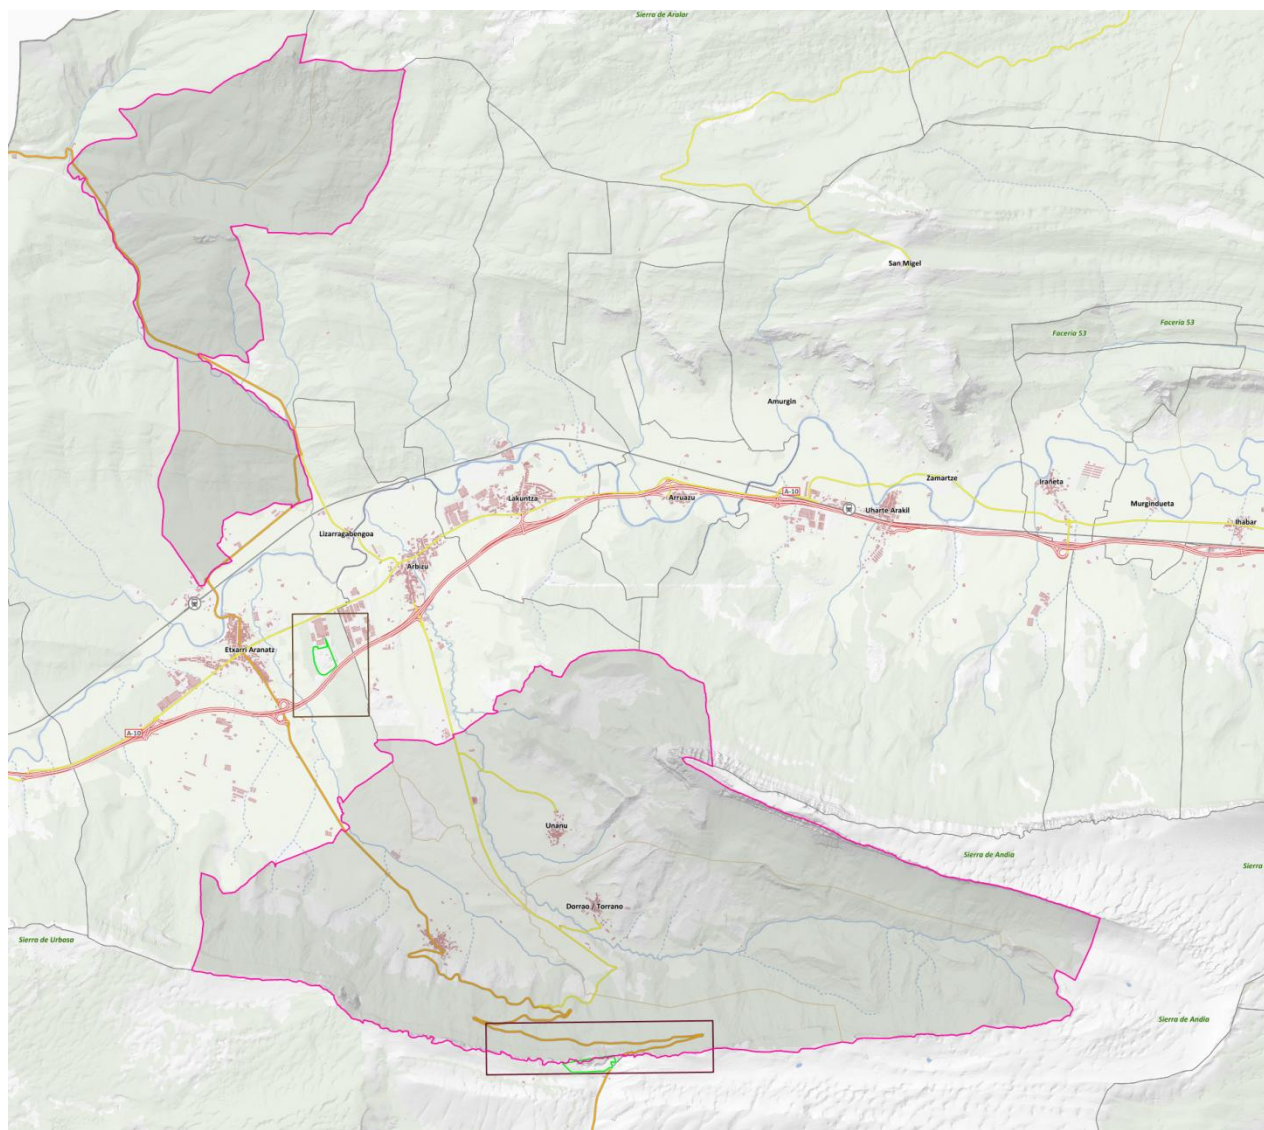 Sierra de Aralar
San Migel
Faceria 53
Faceria 53
Amurgin
Zamartze
Irañeta
Murgindueta
Ihabar
Lakuntza
Arruazu
A-10
Uharte Arakil
Lizarragabengoa
Arbizu
Etxarri Aranatz
A-10
Unanu
Sierra de Andia
Sierra
Dorrao / Torrano
Sierra de Urbasa
Sierra de Andia